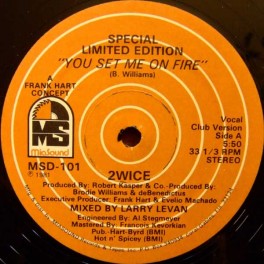 SPECIAL
LIMITED EDITION
"YOU SET ME ON FIRE"
(B. Williams)
A
FRANK HART
CONCEPT
MS
MicSound
MSD-101
℗ 1981
Vocal
Club Version
Side A
5:50
33 1/3 RPM
STEREO
2WICE
Produced By: Robert Kasper & Co.-Produced By:
Brodie Williams & deBenedictus
Executive Producer: Frank Hart & Evelio Machado
MIXED BY LARRY LEVAN
Engineered By: Al Stegmeyer
Mastered By: Francois Kevorkian
Pub.-Hart-Byrd (BMI)
Hot n' Spicey (BMI)